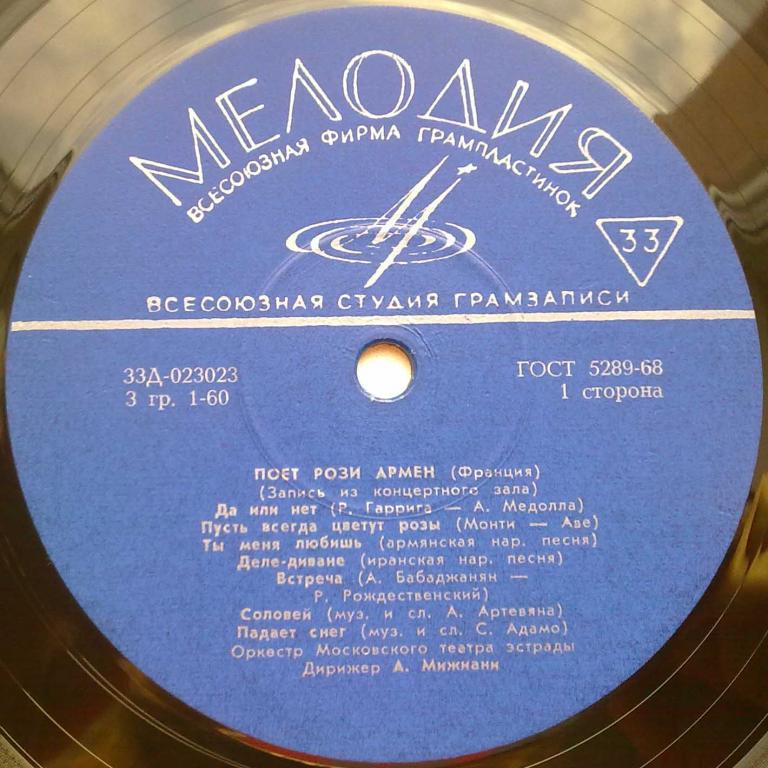 МЕЛОДИЯ
ВСЕСОЮЗНАЯ ФИРМА ГРАМПЛАСТИНОК
33
ВСЕСОЮЗНАЯ СТУДИЯ ГРАМЗАПИСИ
33Д-023023
3 гр. 1-60
ГОСТ 5289-68
1 сторона
ПОЕТ РОЗИ АРМЕН (Франция)
(Запись из концертного зала)
Да или нет (Р. Гаррига — А. Медолла)
Пусть всегда цветут розы (Монти — Аве)
Ты меня любишь (армянская нар. песня)
Деле-диване (иранская нар. песня)
Встреча (А. Бабаджанян —
Р. Рождественский)
Соловей (муз. и сл. А. Артевяна)
Падает снег (муз. и сл. С. Адамо)
Оркестр Московского театра эстрады
Дирижер А. Мижиани